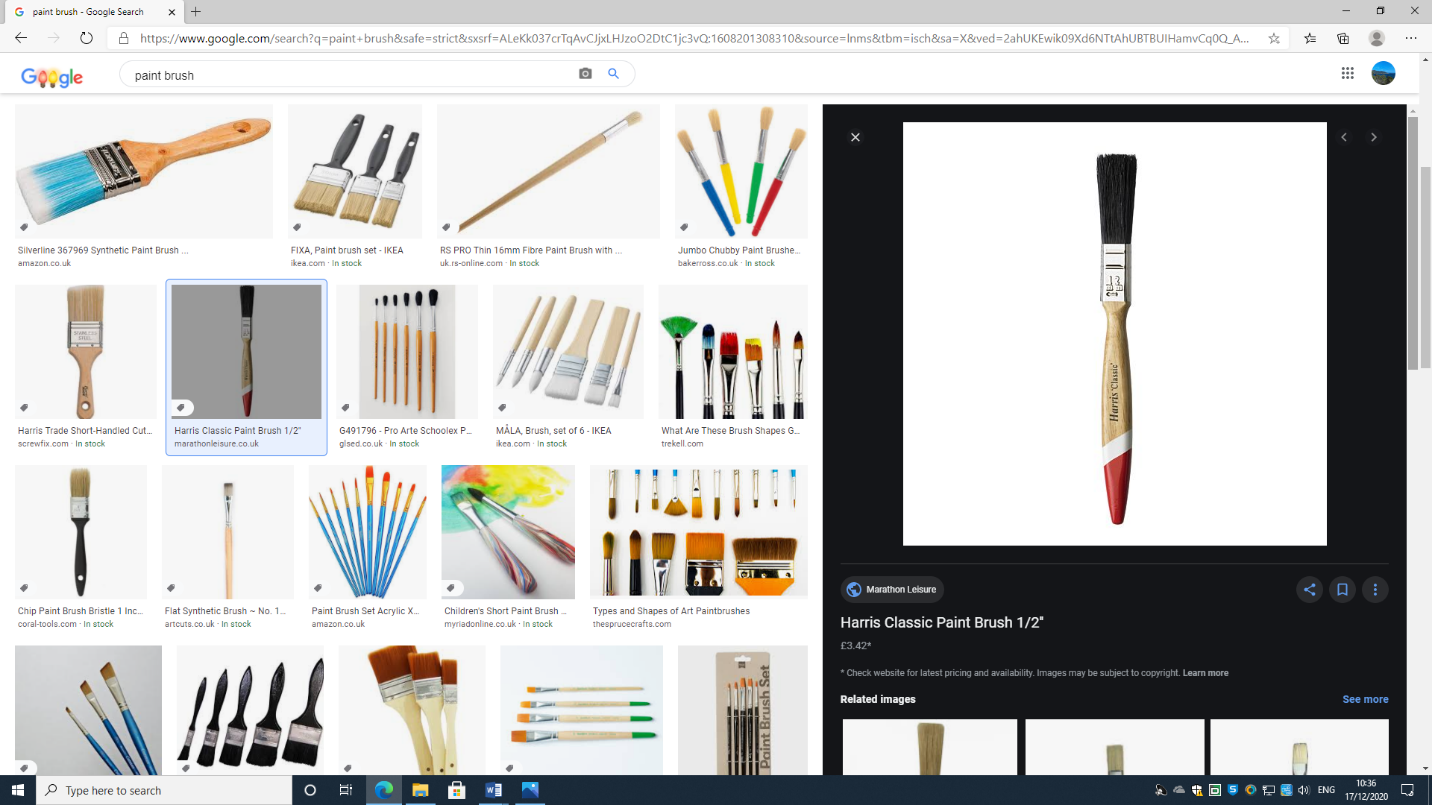 paint brush - Google Search
https://www.google.com/search?q=paint+brush&safe=strict&sxsrf=ALeKk037crTqAvCJjxLHJzoO2DtC1jc3vQ:1608201308310&source=lnms&tbm=isch&sa=X&ved=2ahUKEwik09Xd6NTtAhUBTBUIHamvCq0Q_A...
Google
paint brush
Silverline 367969 Synthetic Paint Brush ...
amazon.co.uk
FIXA, Paint brush set - IKEA
ikea.com · In stock
RS PRO Thin 16mm Fibre Paint Brush with ...
uk.rs-online.com · In stock
Jumbo Chubby Paint Brushe...
bakerross.co.uk · In stock
Harris Trade Short-Handled Cut...
screwfix.com · In stock
Harris Classic Paint Brush 1/2"
marathonleisure.co.uk
G491796 - Pro Arte Schoolex P...
glsed.co.uk · In stock
MÅLA, Brush, set of 6 - IKEA
ikea.com · In stock
What Are These Brush Shapes G...
trekell.com
Chip Paint Brush Bristle 1 Inc...
coral-tools.com · In stock
Flat Synthetic Brush ~ No. 1...
artcuts.co.uk · In stock
Paint Brush Set Acrylic X...
amazon.co.uk
Children's Short Paint Brush ...
myriadonline.co.uk · In stock
Types and Shapes of Art Paintbrushes
thesprucecrafts.com
Paint Brush Set
Harris 'Classic'
Marathon Leisure
Harris Classic Paint Brush 1/2"
£3.42*
* Check website for latest pricing and availability. Images may be subject to copyright. Learn more
Related images
See more
Type here to search
ENG
10:36
17/12/2020